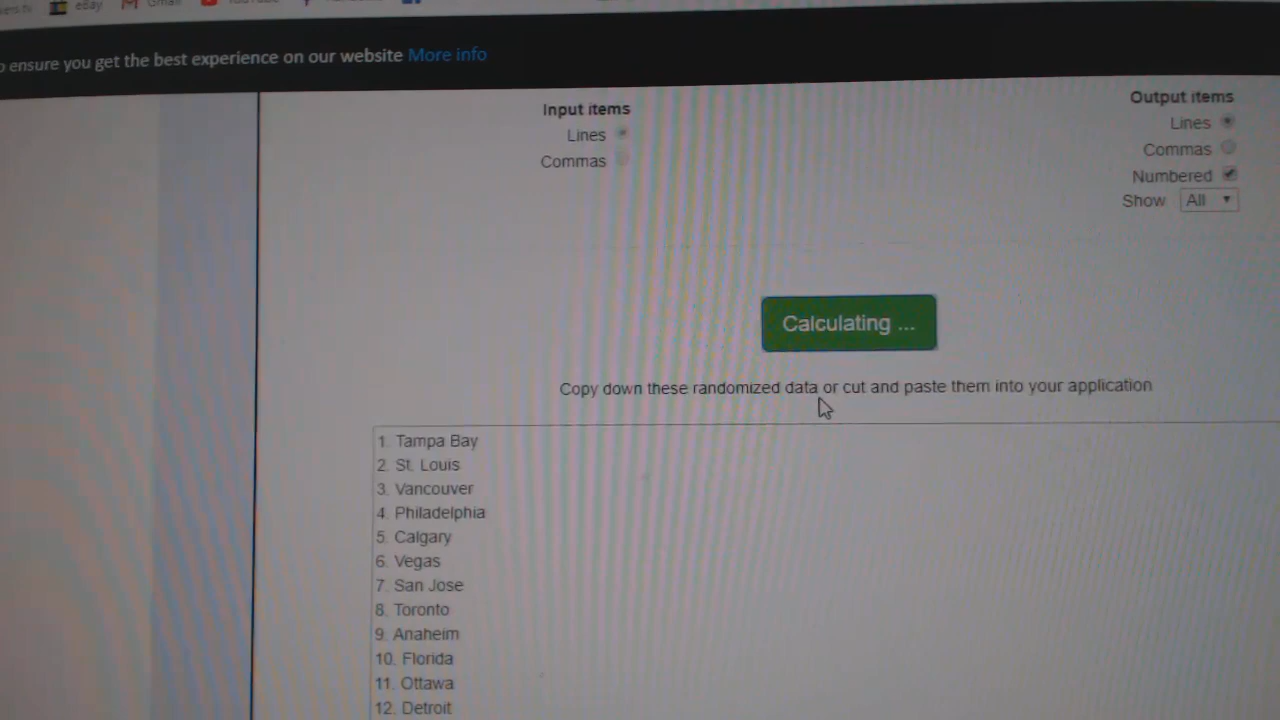 eBay Gmail
o ensure you get the best experience on our website More info
Input items
Lines
Commas
Output items
Lines
Commas
Numbered
Show All
Calculating ...
Copy down these randomized data or cut and paste them into your application
1. Tampa Bay
2. St. Louis
3. Vancouver
4. Philadelphia
5. Calgary
6. Vegas
7. San Jose
8. Toronto
9. Anaheim
10. Florida
11. Ottawa
12. Detroit